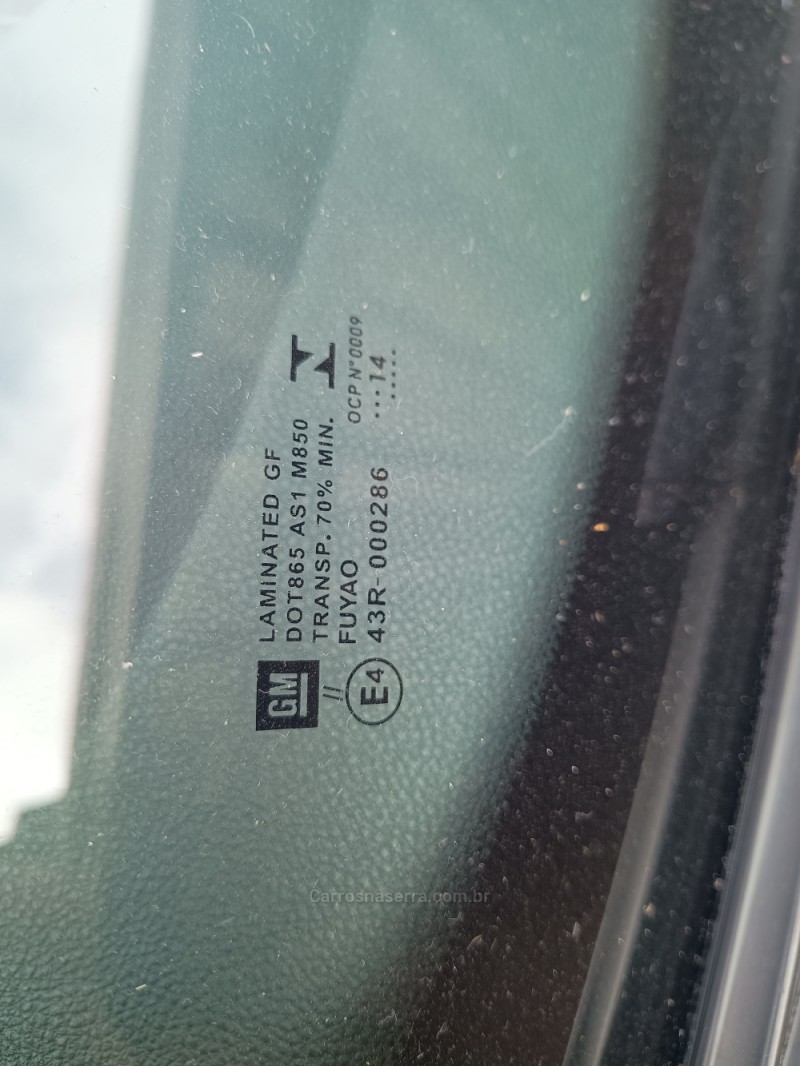 LAMINATED GF
DOT865 AS1 M850
TRANSP. 70% MIN.
FUYAO
GM
//
E4
43R-000286
OCP N°0009
...14
.....
Carrosnaserra.com.br